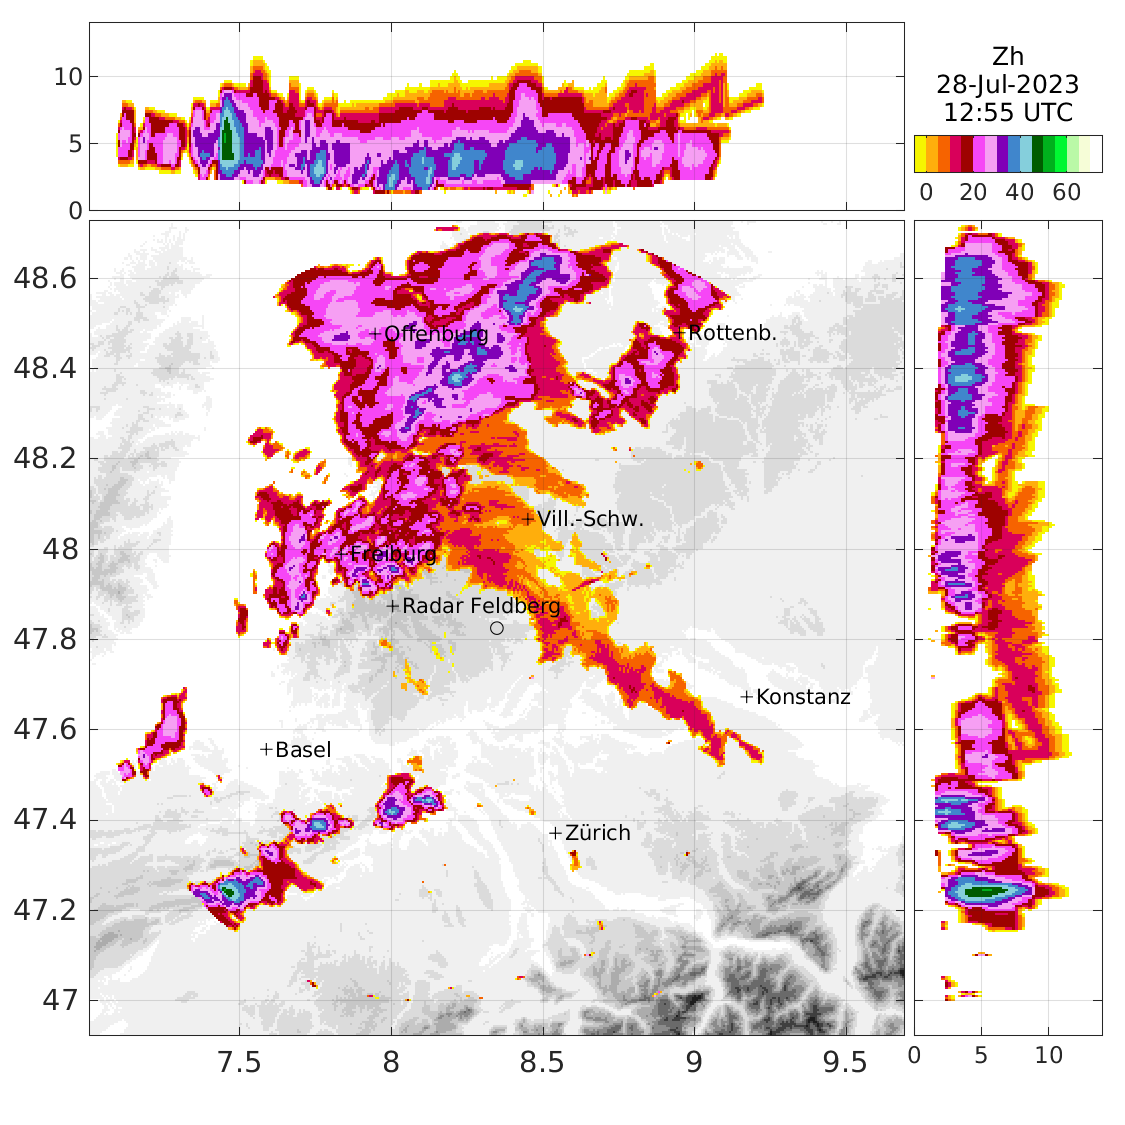 10
5
0
Zh
28-Jul-2023
12:55 UTC
0 20 40 60
48.6
48.4
48.2
48
47.8
47.6
47.4
47.2
47
Offenburg
Rottenb.
Vill.-Schw.
Freiburg
Radar Feldberg
Konstanz
Basel
Zürich
7.5 8 8.5 9 9.5
0 5 10